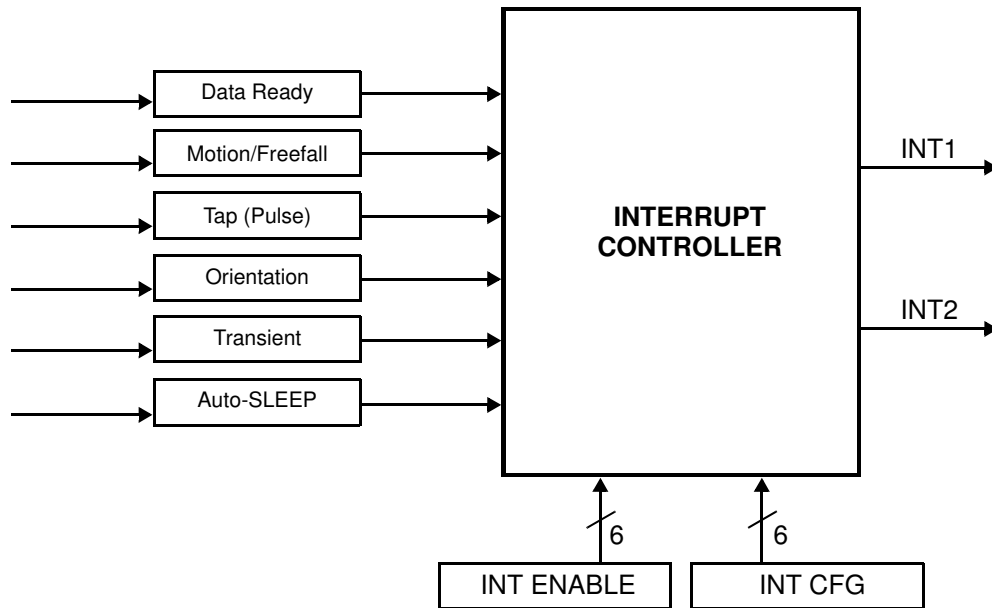 Data Ready
Motion/Freefall
Tap (Pulse)
Orientation
Transient
Auto-SLEEP
INTERRUPT
CONTROLLER
INT1
INT2
6
6
INT ENABLE
INT CFG